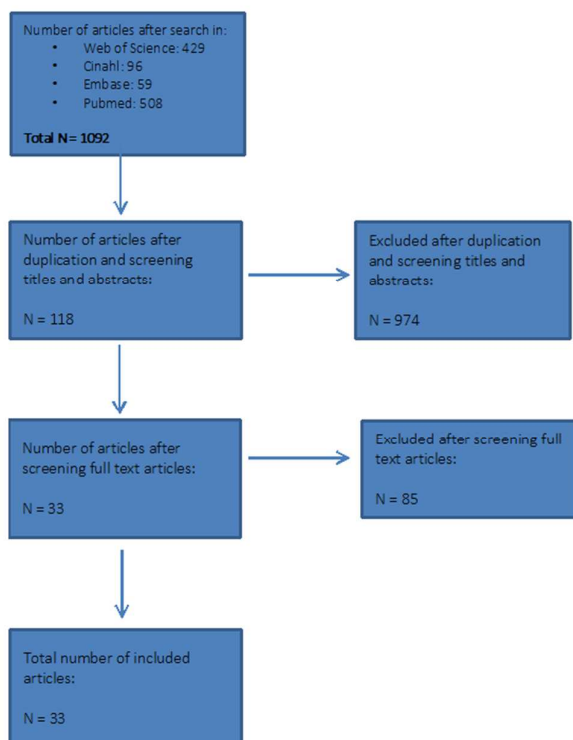 Number of articles after search in:
• Web of Science: 429
• Cinahl: 96
• Embase: 59
• Pubmed: 508
Total N= 1092
Number of articles after
duplication and screening
titles and abstracts:
N = 118
Excluded after duplication
and screening titles and
abstracts:
N = 974
Number of articles after
screening full text articles:
N = 33
Excluded after screening full
text articles:
N = 85
Total number of included
articles:
N = 33